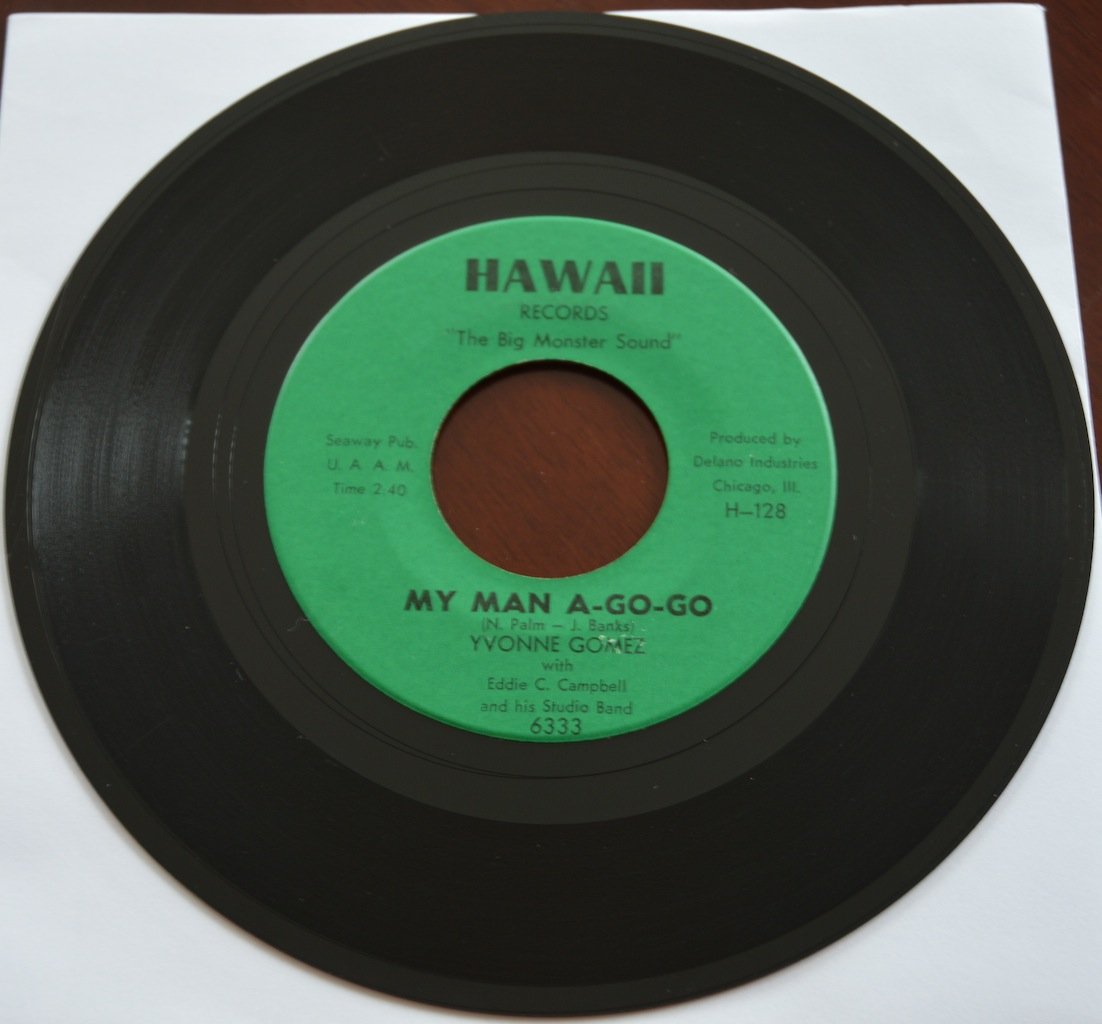 HAWAII
RECORDS
"The Big Monster Sound"
Seaway Pub.
U. A. A. M.
Time 2:40
Produced by
Delano Industries
Chicago, Ill.
H-128
MY MAN A-GO-GO
(N. Palm - J. Banks)
YVONNE GOMEZ
with
Eddie C. Campbell
and his Studio Band
6333